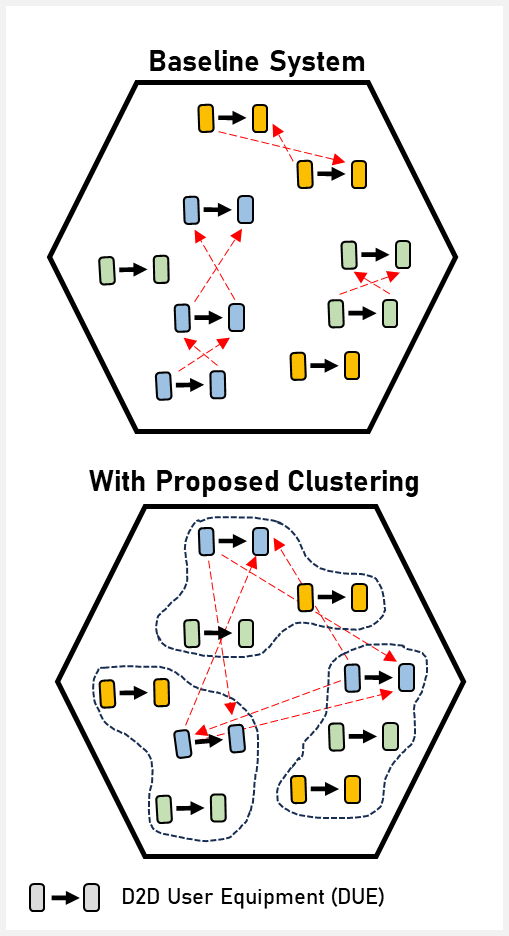 Baseline System
With Proposed Clustering
D2D User Equipment (DUE)